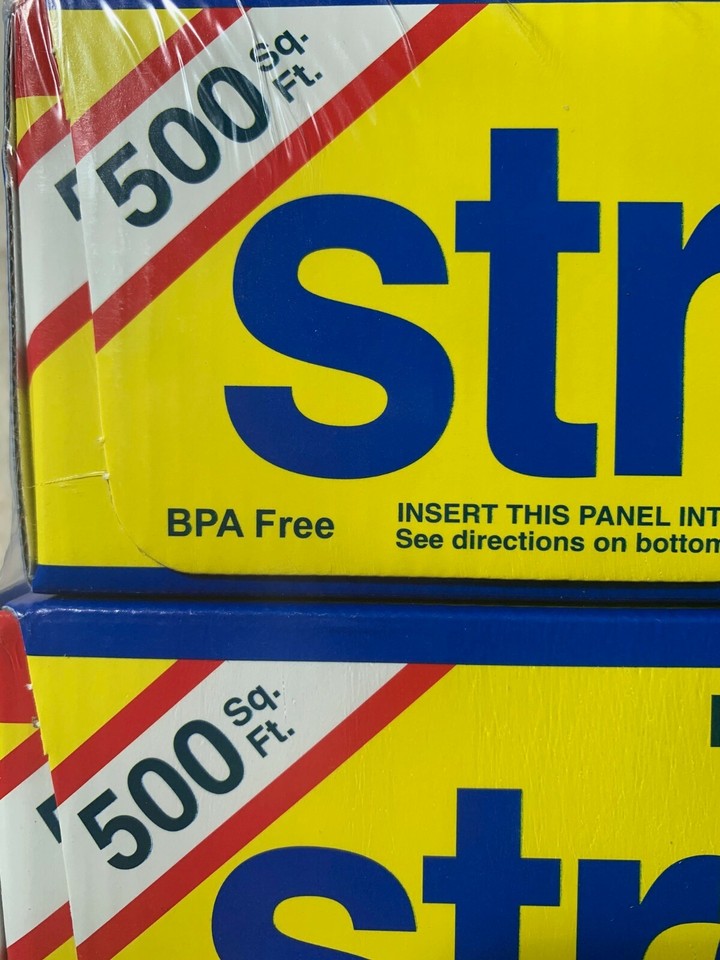 500 Sq. Ft.
str
BPA Free
INSERT THIS PANEL INT
See directions on bottom
500 Sq. Ft.
str